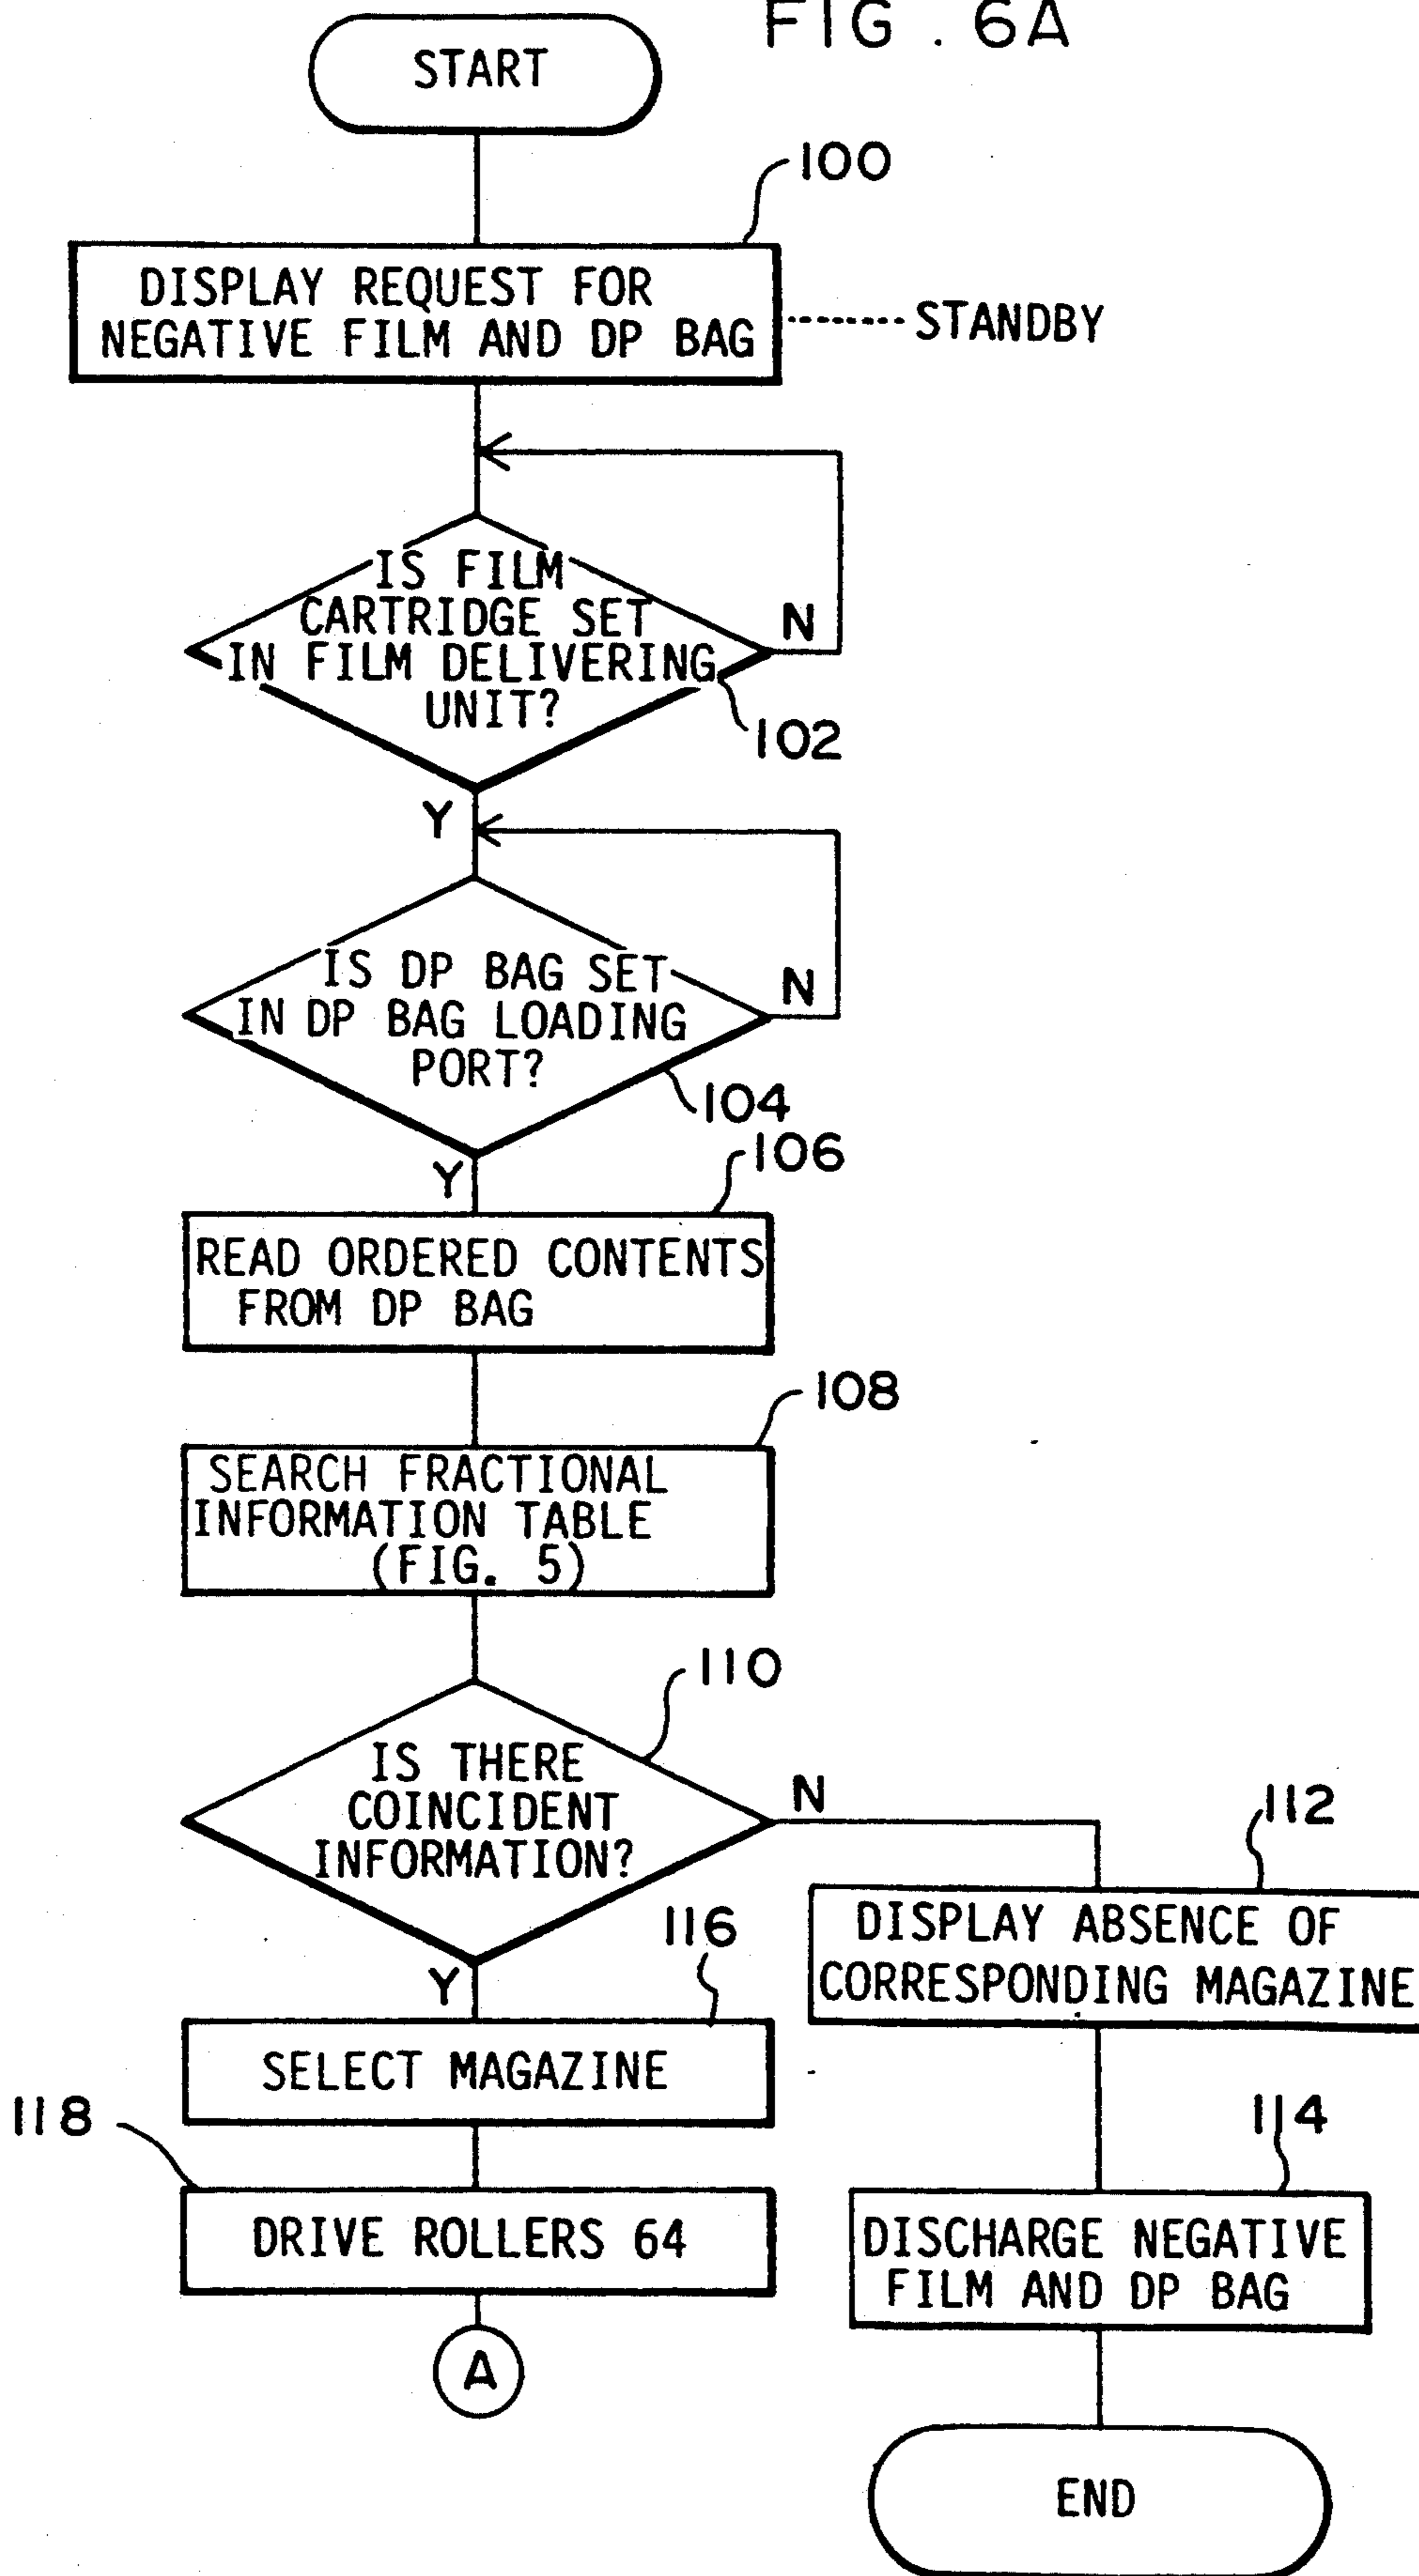 FIG. 6A
START
100
DISPLAY REQUEST FOR
NEGATIVE FILM AND DP BAG
STANDBY
IS FILM
CARTRIDGE SET
IN FILM DELIVERING
UNIT?
N
102
Y
IS DP BAG SET
IN DP BAG LOADING
PORT?
N
104
Y
106
READ ORDERED CONTENTS
FROM DP BAG
108
SEARCH FRACTIONAL
INFORMATION TABLE
(FIG. 5)
110
IS THERE
COINCIDENT
INFORMATION?
N
Y
112
DISPLAY ABSENCE OF
CORRESPONDING MAGAZINE
116
SELECT MAGAZINE
118
DRIVE ROLLERS 64
A
114
DISCHARGE NEGATIVE
FILM AND DP BAG
END